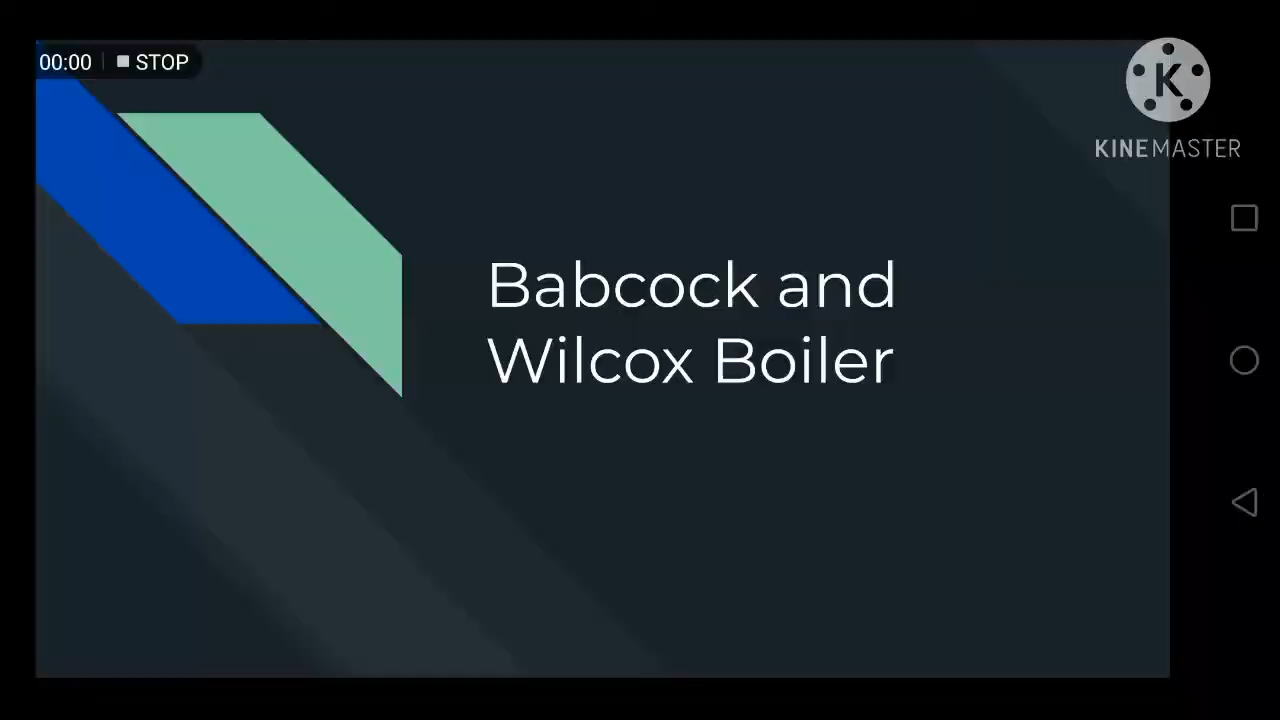 00:00 STOP
K
KINEMASTER
Babcock and
Wilcox Boiler